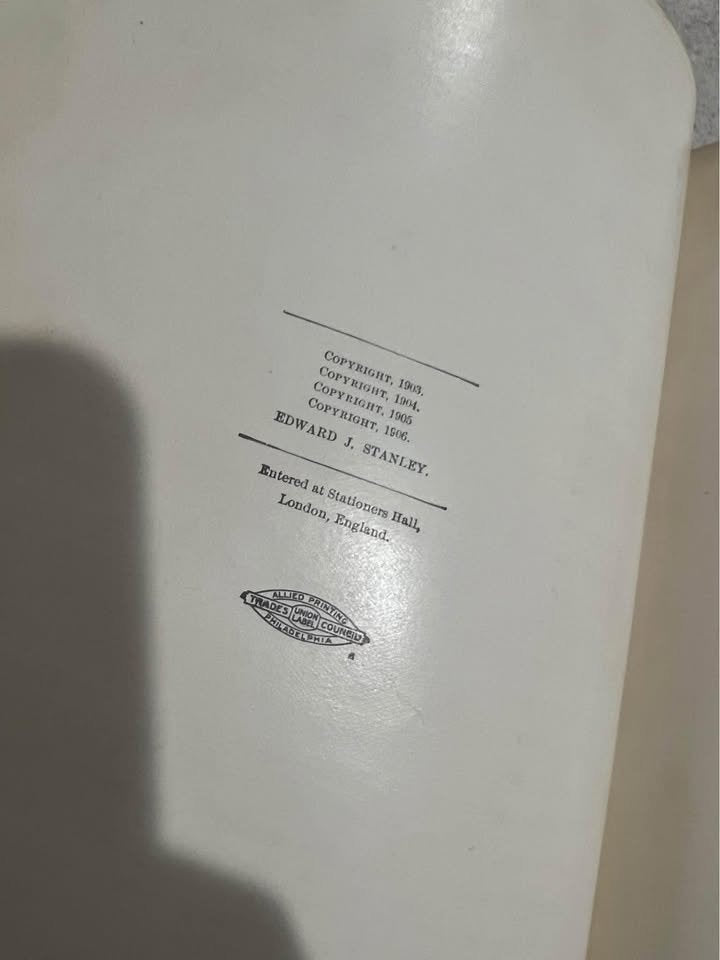 COPYRIGHT, 1903.
COPYRIGHT, 1904.
COPYRIGHT, 1905
COPYRIGHT, 1906.
EDWARD J. STANLEY.
Entered at Stationers Hall,
London, England.
ALLIED PRINTING
TRADES UNION LABEL COUNCIL
PHILADELPHIA